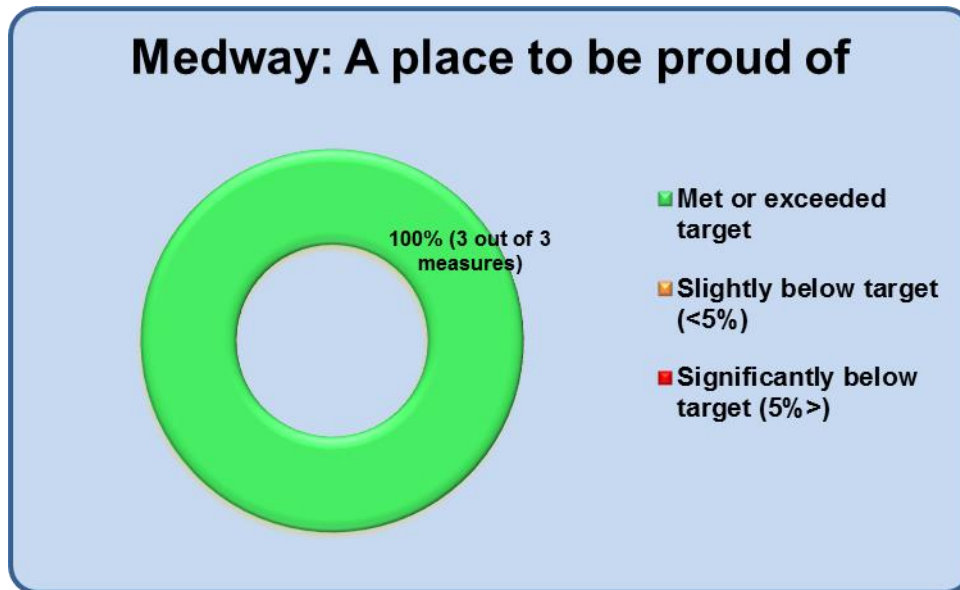 Medway: A place to be proud of
100% (3 out of 3
measures)
Met or exceeded
target
Slightly below target
(<5%)
Significantly below
target (5%>)